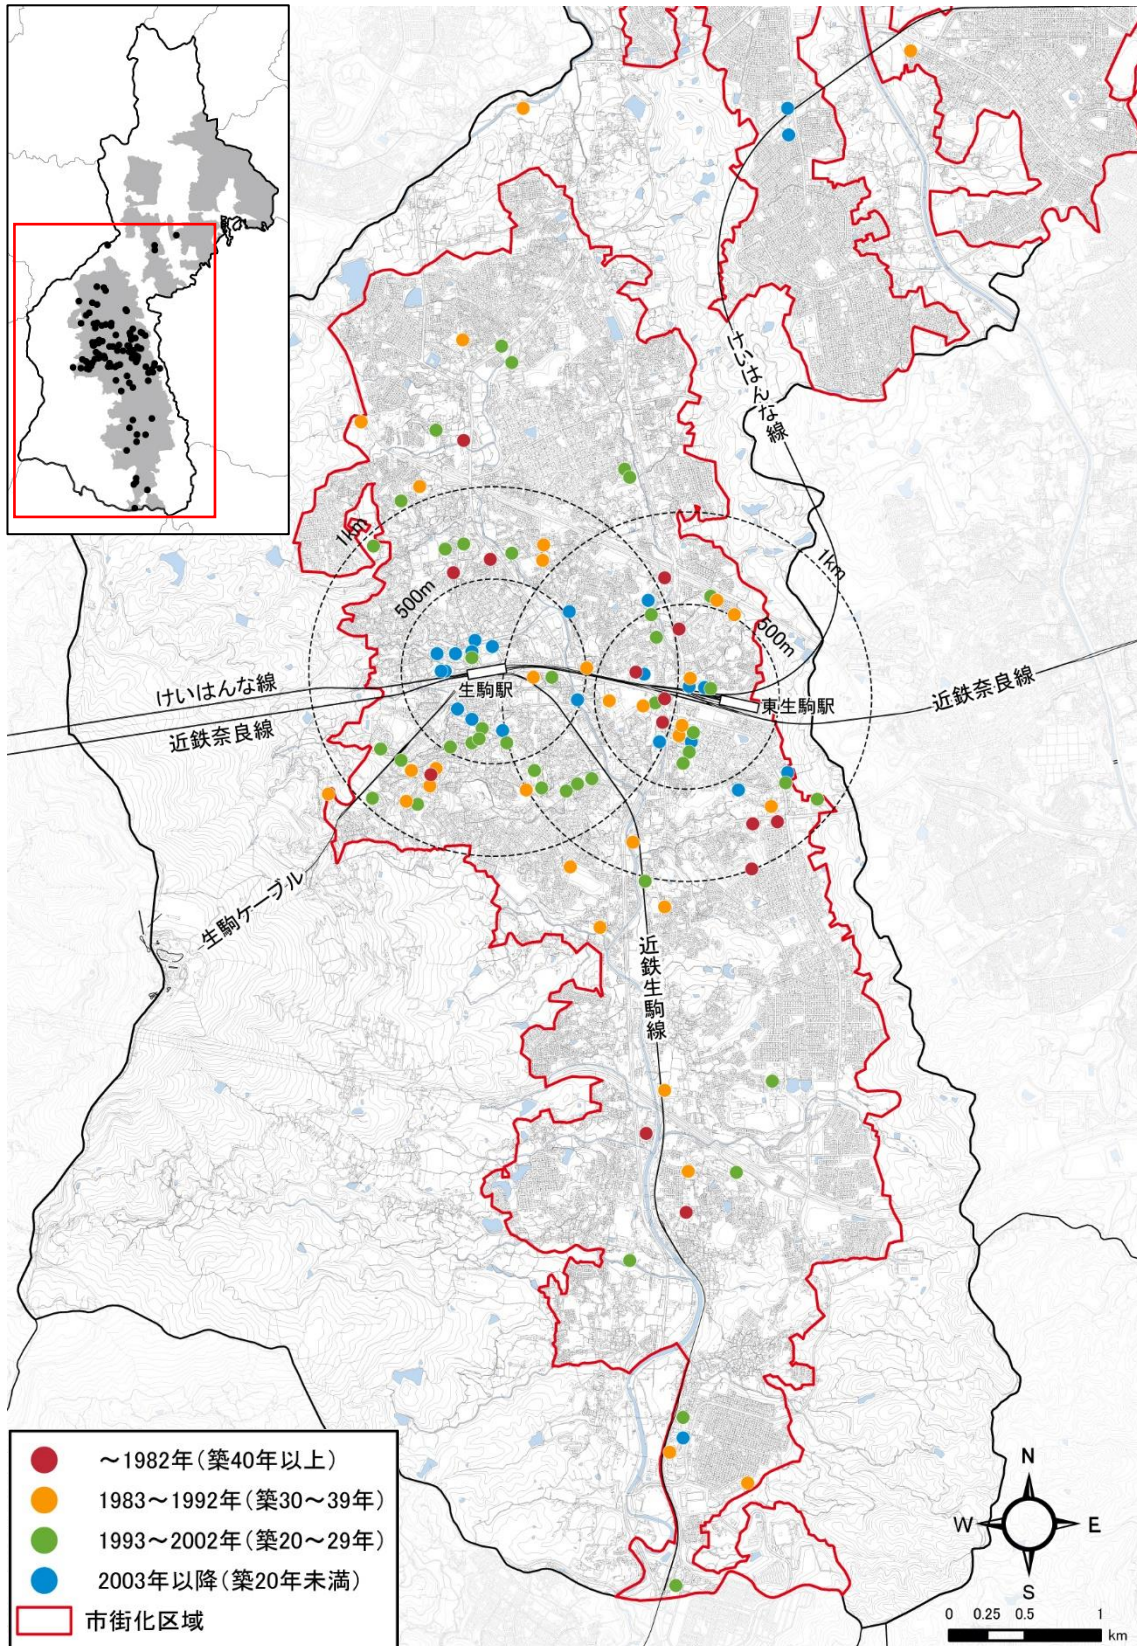 けいはんな線
1km
1km
500m
500m
生駒駅
東生駒駅
けいはんな線
近鉄奈良線
近鉄奈良線
生駒ケーブル
近鉄生駒線
～1982年(築40年以上)
1983～1992年(築30～39年)
1993～2002年(築20～29年)
2003年以降(築20年未満)
市街化区域
N
W E
S
0 0.25 0.5 1
km